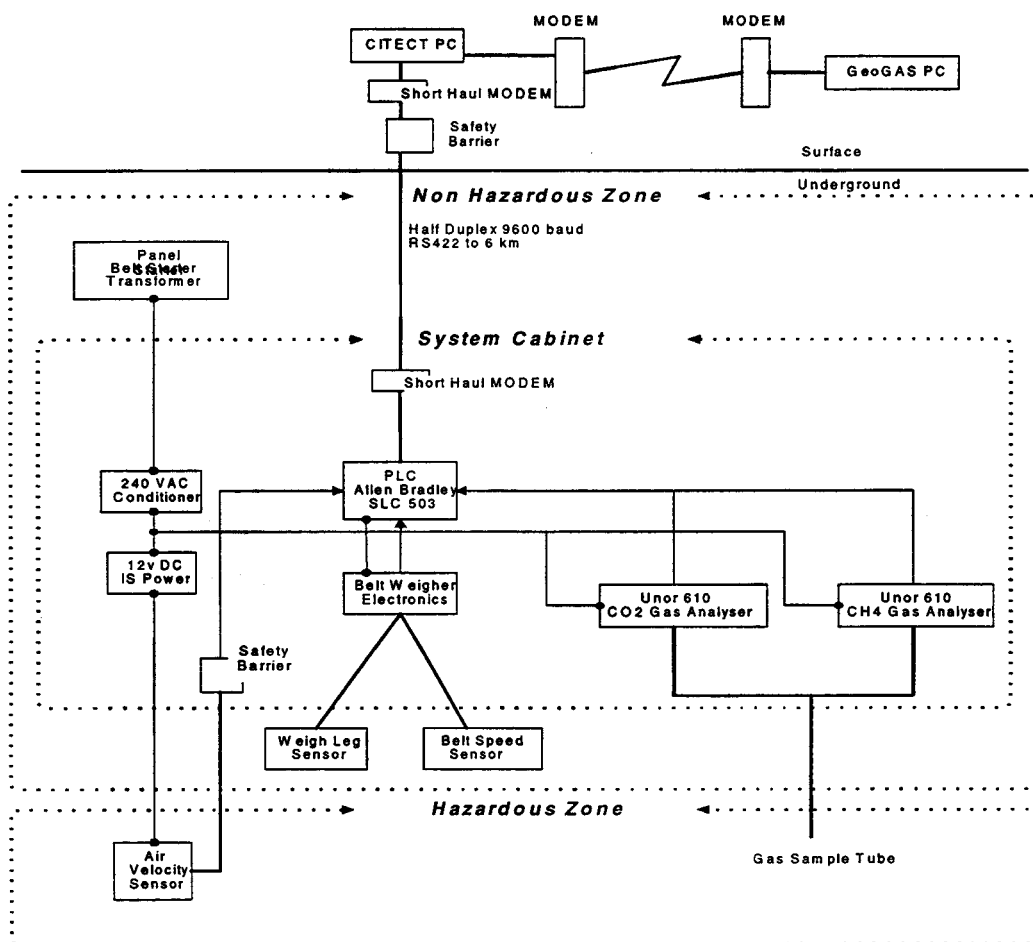 MODEM
MODEM
CITECT PC
GeoGAS PC
Short Haul MODEM
Safety
Barrier
Surface
Underground
Non Hazardous Zone
Half Duplex 9600 baud
RS422 to 6 km
Panel
Belt Starter
Transformer
System Cabinet
Short Haul MODEM
240 VAC
Conditioner
PLC
Allen Bradley
SLC 503
12v DC
IS Power
Belt Weigher
Electronics
Unor 610
CO2 Gas Analyser
Unor 610
CH4 Gas Analyser
Safety
Barrier
Weigh Leg
Sensor
Belt Speed
Sensor
Hazardous Zone
Air
Velocity
Sensor
Gas Sample Tube